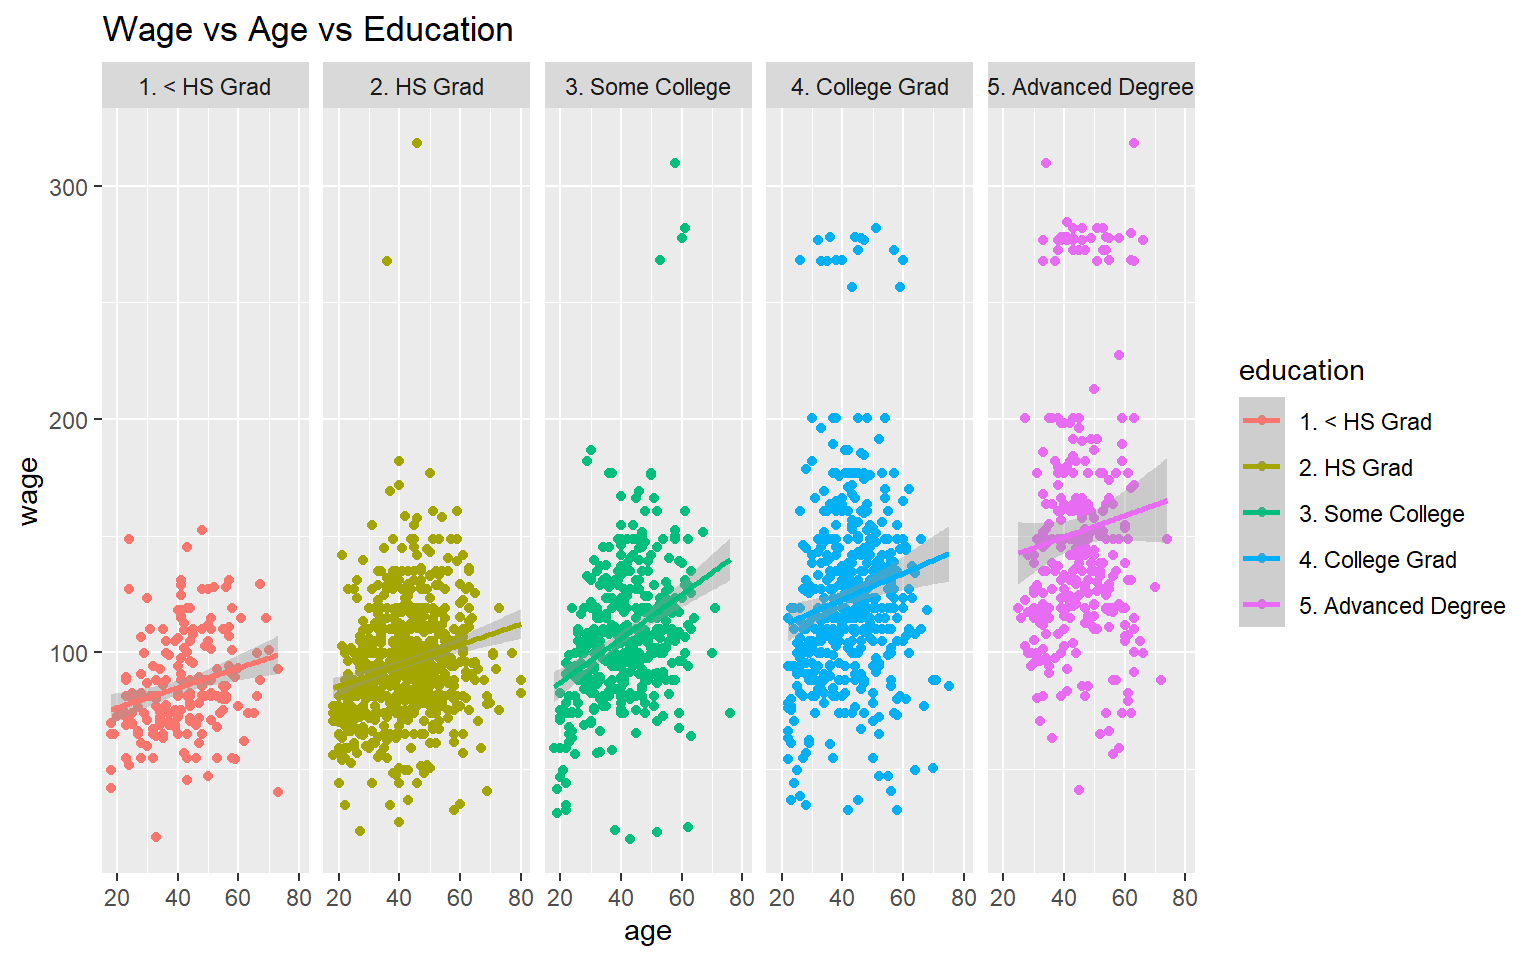 Wage vs Age vs Education
1. < HS Grad
2. HS Grad
3. Some College
4. College Grad
5. Advanced Degree
300
200
100
wage
20 40 60 80
20 40 60 80
20 40 60 80
20 40 60 80
20 40 60 80
age
education
1. < HS Grad
2. HS Grad
3. Some College
4. College Grad
5. Advanced Degree